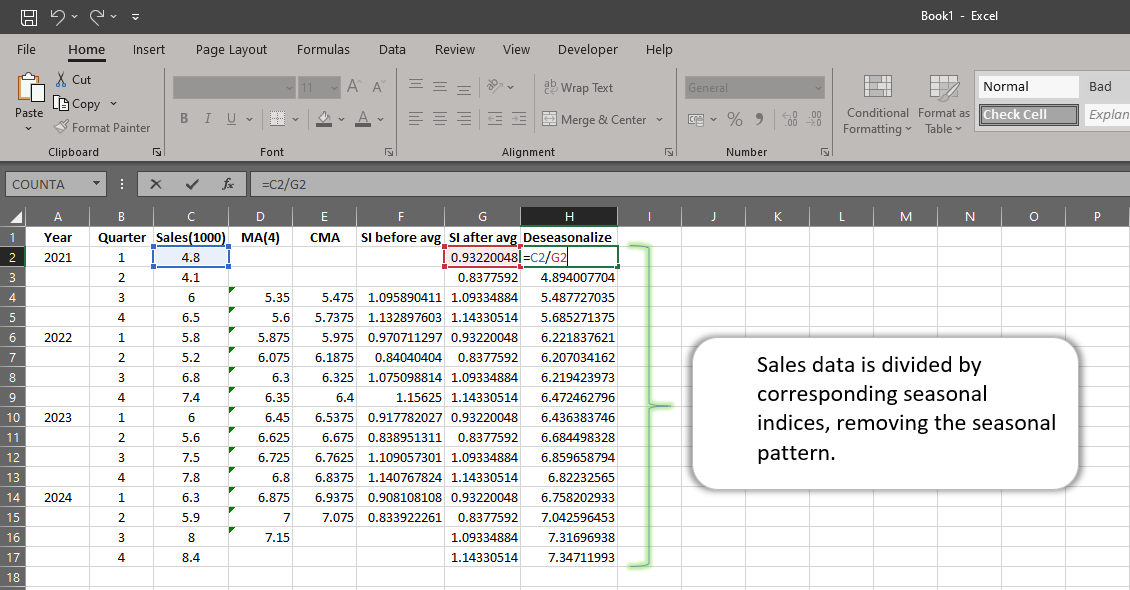 Book1 - Excel
File Home Insert Page Layout Formulas Data Review View Developer Help
Cut
Copy
Format Painter
Paste
11
B I U
Wrap Text
Merge & Center
General
Conditional Formatting
Format as Table
Normal Bad
Check Cell Explan
Clipboard Font Alignment Number
COUNTA fx =C2/G2
A B C D E F G H I J K L M N O P
1 Year Quarter Sales(1000) MA(4) CMA SI before avg SI after avg Deseasonalize
2 2021 1 4.8 0.93220048 =C2/G2
3 2 4.1 0.8377592 4.894007704
4 3 6 5.35 5.475 1.095890411 1.09334884 5.487727035
5 4 6.5 5.6 5.7375 1.132897603 1.14330514 5.685271375
6 2022 1 5.8 5.875 5.975 0.970711297 0.93220048 6.221837621
7 2 5.2 6.075 6.1875 0.84040404 0.8377592 6.207034162
8 3 6.8 6.3 6.325 1.075098814 1.09334884 6.219423973
9 4 7.4 6.35 6.4 1.15625 1.14330514 6.472462796
10 2023 1 6 6.45 6.5375 0.917782027 0.93220048 6.436383746
11 2 5.6 6.625 6.675 0.838951311 0.8377592 6.684498328
12 3 7.5 6.725 6.7625 1.109057301 1.09334884 6.859658794
13 4 7.8 6.8 6.8375 1.140767824 1.14330514 6.82232565
14 2024 1 6.3 6.875 6.9375 0.908108108 0.93220048 6.758202933
15 2 5.9 7 7.075 0.833922261 0.8377592 7.042596453
16 3 8 7.15 1.09334884 7.31696938
17 4 8.4 1.14330514 7.34711993
18
Sales data is divided by
corresponding seasonal
indices, removing the seasonal
pattern.